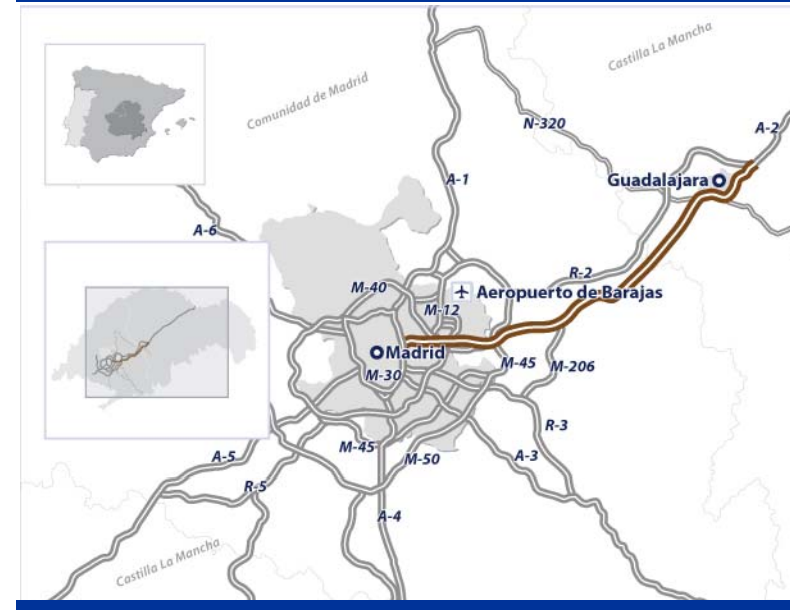 Castilla La Mancha
Comunidad de Madrid
N-320
A-2
A-1
Guadalajara
A-6
R-2
M-40
Aeropuerto de Barajas
M-12
Madrid
M-45
M-206
M-30
R-3
M-45
A-5
M-50
A-3
R-5
A-4
Castilla La Mancha